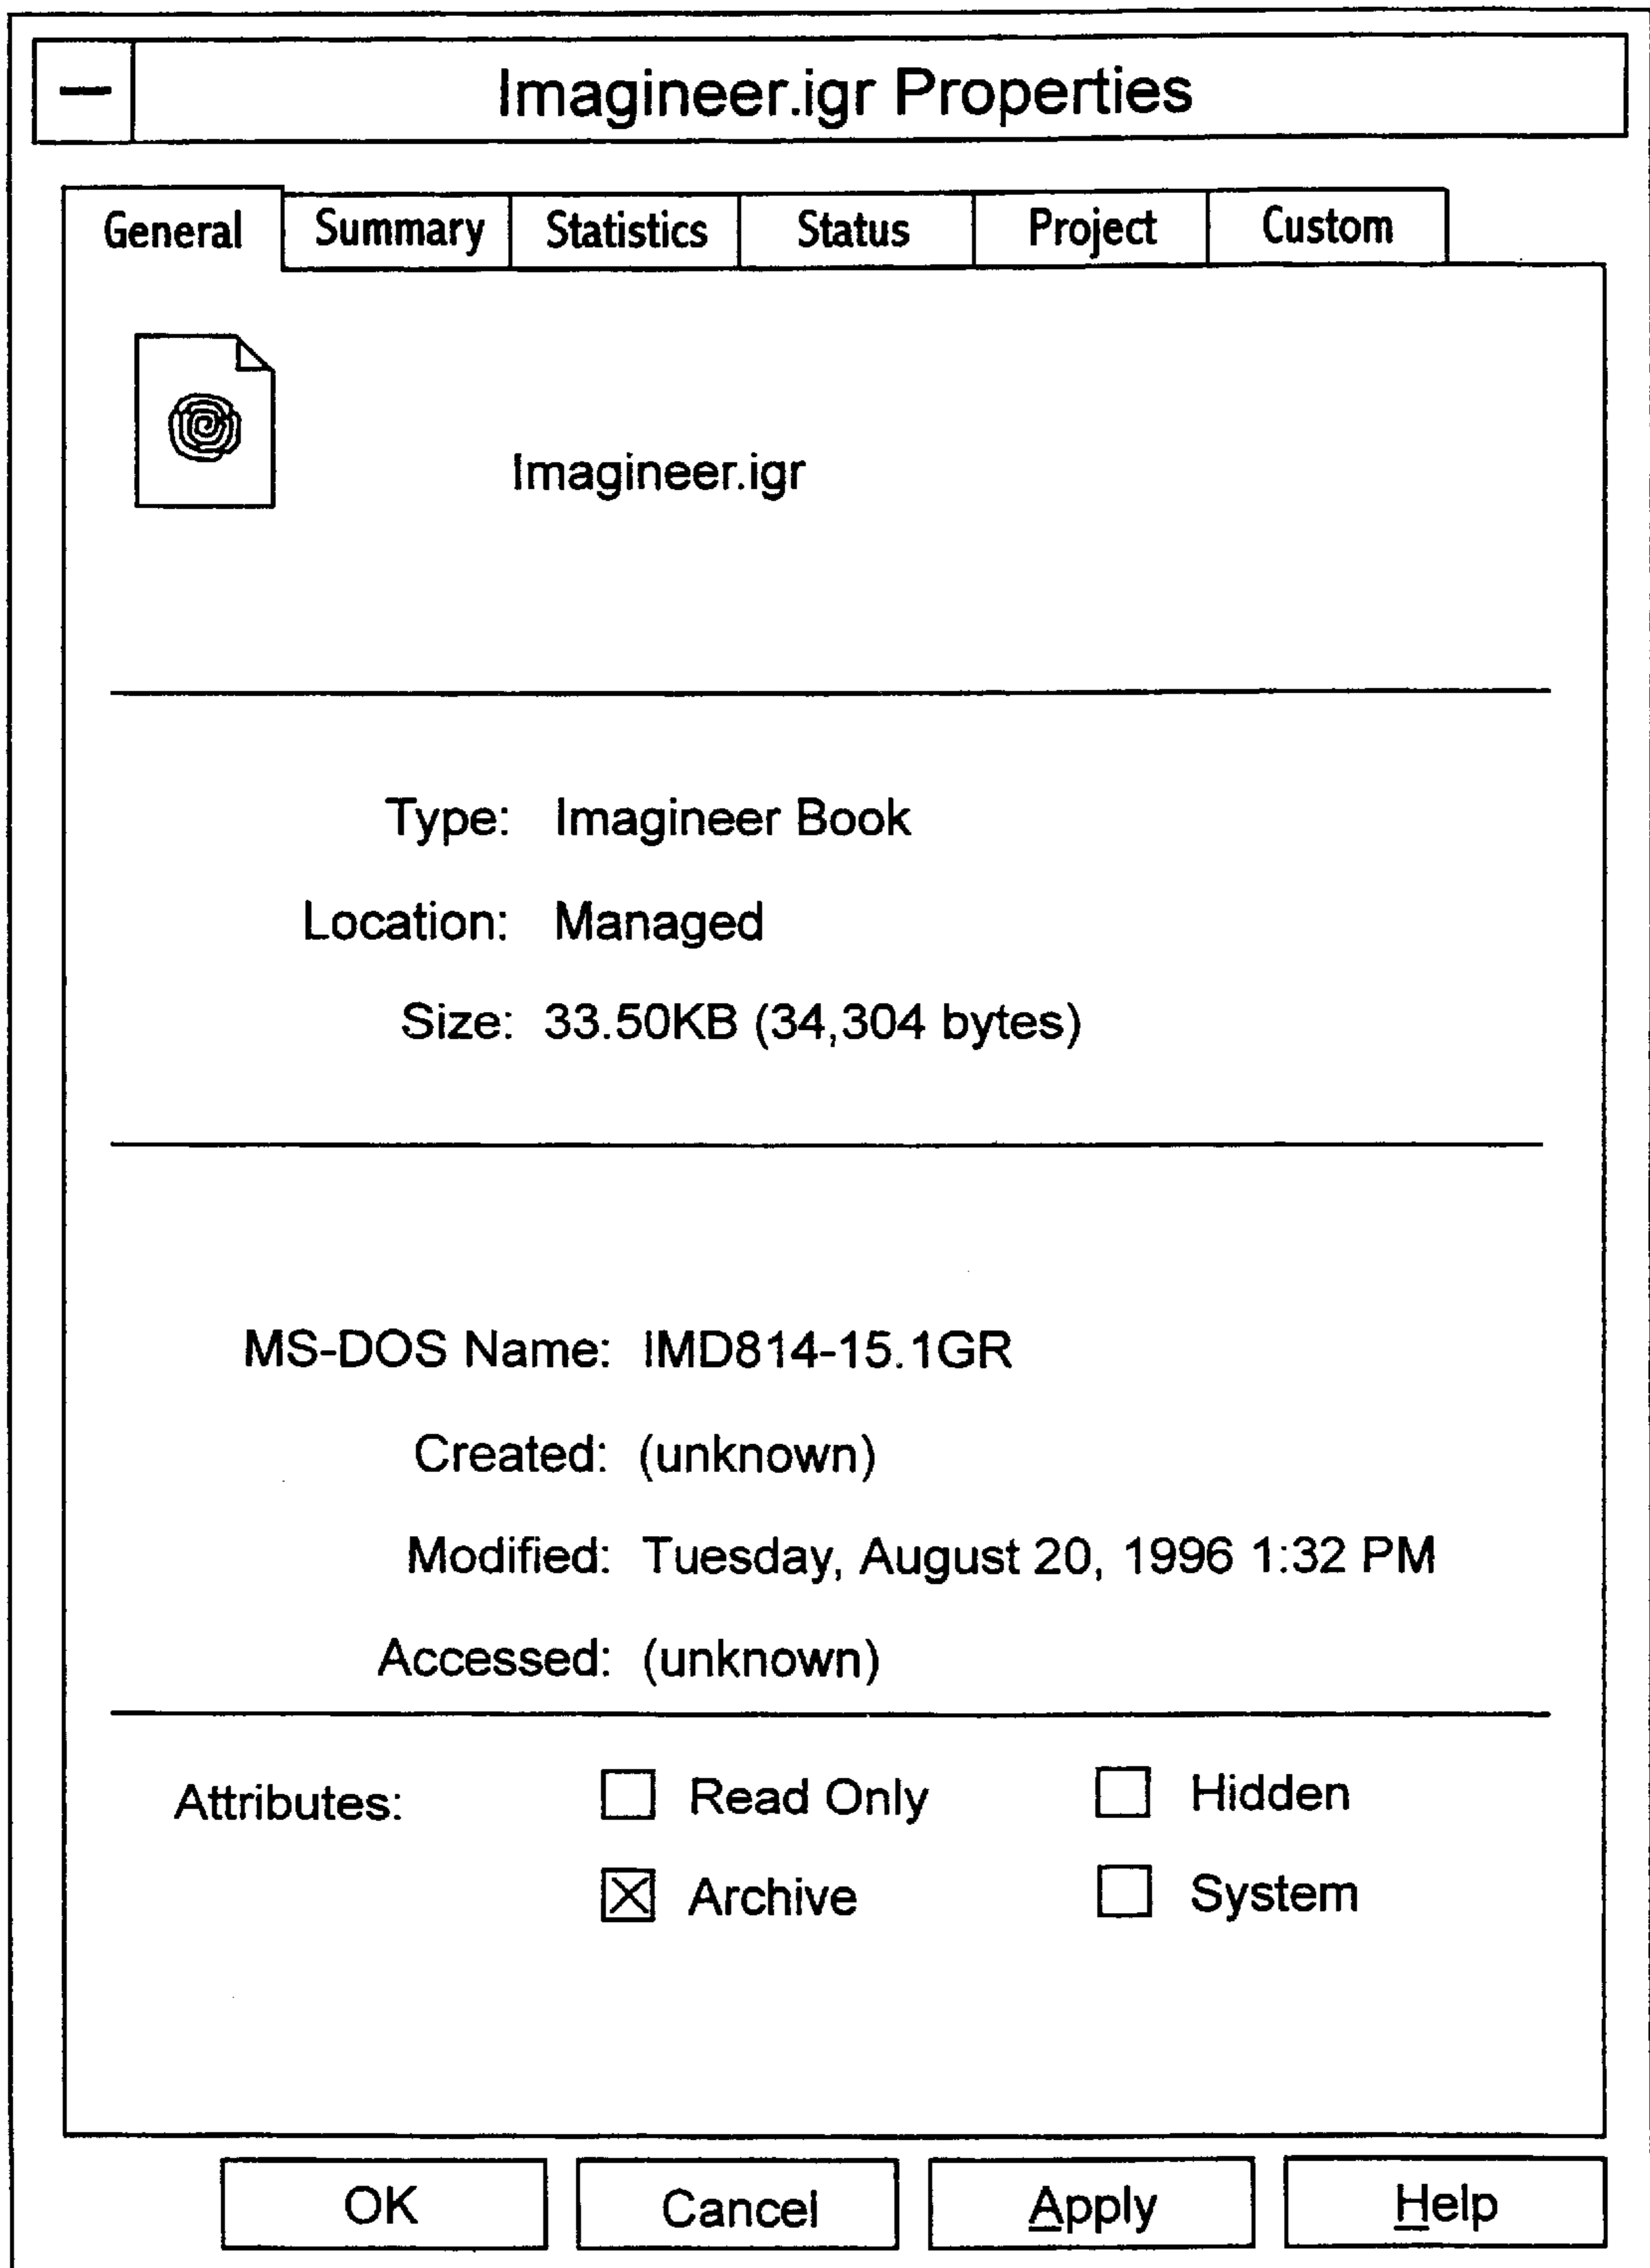 Imagineer.igr Properties
General Summary Statistics Status Project Custom
Imagineer.igr
Type: Imagineer Book
Location: Managed
Size: 33.50KB (34,304 bytes)
MS-DOS Name: IMD814-15.1GR
Created: (unknown)
Modified: Tuesday, August 20, 1996 1:32 PM
Accessed: (unknown)
Attributes: Read Only Hidden
Archive System
OK Cancel Apply Help